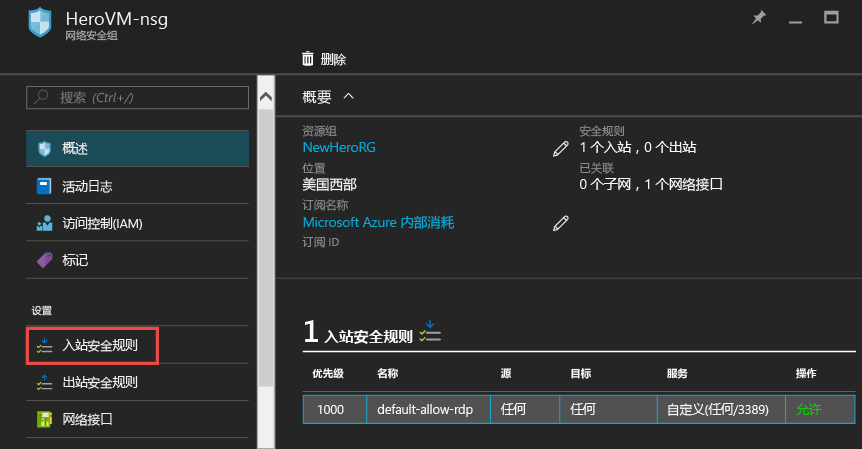 HeroVM-nsg
网络安全组
删除
搜索 (Ctrl+/)
概述
活动日志
访问控制(IAM)
标记
设置
入站安全规则
出站安全规则
网络接口
概要
资源组
NewHeroRG
位置
美国西部
订阅名称
Microsoft Azure 内部消耗
订阅 ID
安全规则
1 个入站，0 个出站
已关联
0 个子网，1 个网络接口
1 入站安全规则
优先级 名称 源 目标 服务 操作
1000 default-allow-rdp 任何 任何 自定义(任何/3389) 允许